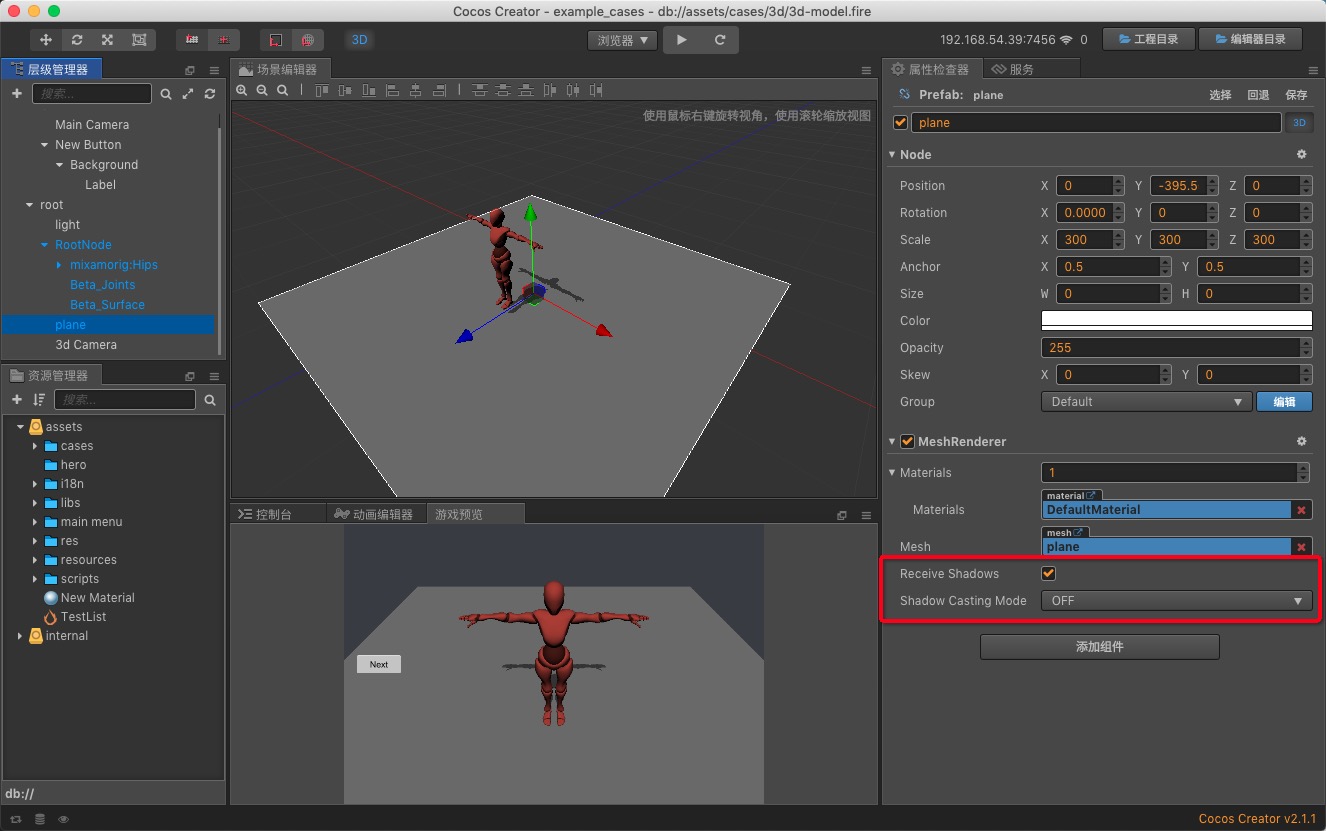 Cocos Creator - example_cases - db://assets/cases/3d/3d-model.fire
3D
浏览器
192.168.54.39:7456
0
工程目录
编辑器目录
层级管理器
搜索...
Main Camera
New Button
Background
Label
root
light
RootNode
mixamorig:Hips
Beta_Joints
Beta_Surface
plane
3d Camera
资源管理器
搜索...
assets
cases
hero
i18n
libs
main menu
res
resources
scripts
New Material
TestList
internal
db://
场景编辑器
使用鼠标右键旋转视角，使用滚轮缩放视图
控制台
动画编辑器
游戏预览
Next
属性检查器
服务
Prefab: plane
选择 回退 保存
plane
3D
Node
Position X 0 Y -395.5 Z 0
Rotation X 0.0000 Y 0 Z 0
Scale X 300 Y 300 Z 300
Anchor X 0.5 Y 0.5
Size W 0 H 0
Color
Opacity 255
Skew X 0 Y 0
Group Default 编辑
MeshRenderer
Materials 1
material
Materials DefaultMaterial
mesh
Mesh plane
Receive Shadows
Shadow Casting Mode OFF
添加组件
Cocos Creator v2.1.1